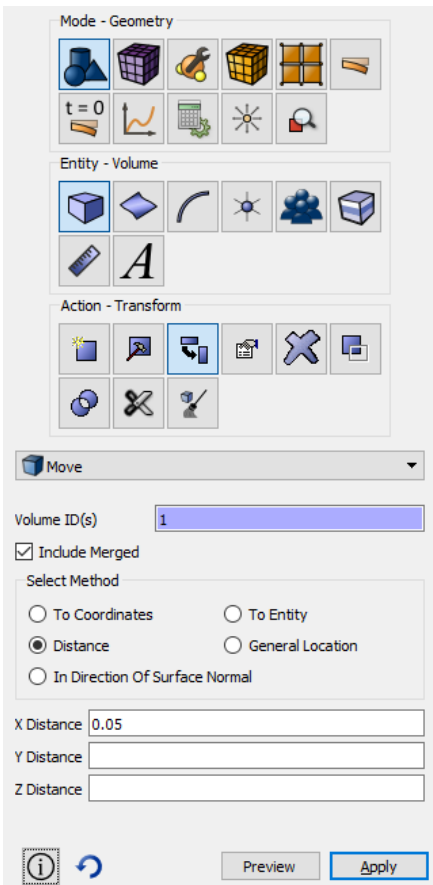 Mode - Geometry
t = 0
Entity - Volume
A
Action - Transform
Move
Volume ID(s) 1
Include Merged
Select Method
To Coordinates To Entity
Distance General Location
In Direction Of Surface Normal
X Distance 0.05
Y Distance
Z Distance
i Preview Apply